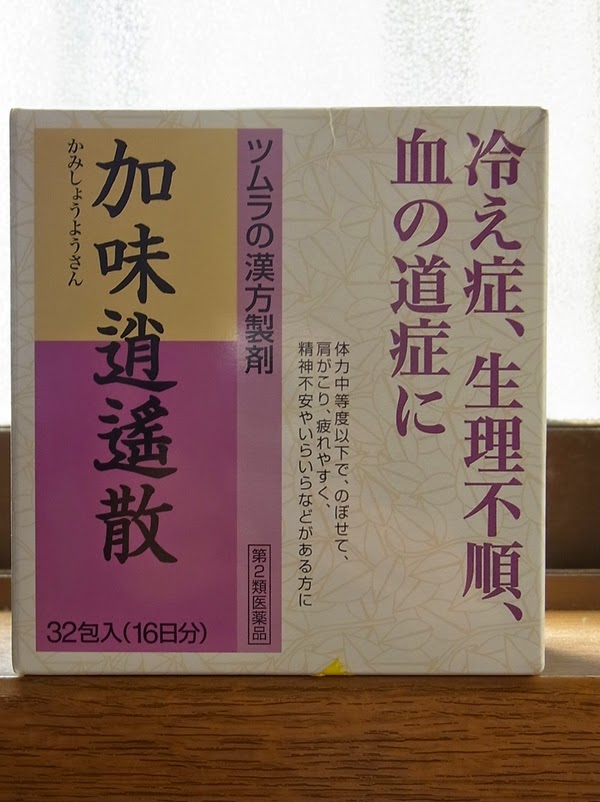 冷え症、生理不順、
血の道症に
体力中等度以下で、のぼせて、
肩がこり、疲れやすく、
精神不安やいらいらなどがある方に
ツムラの漢方製剤
第2類医薬品
加味逍遙散
かみしょうようさん
32包入(16日分)